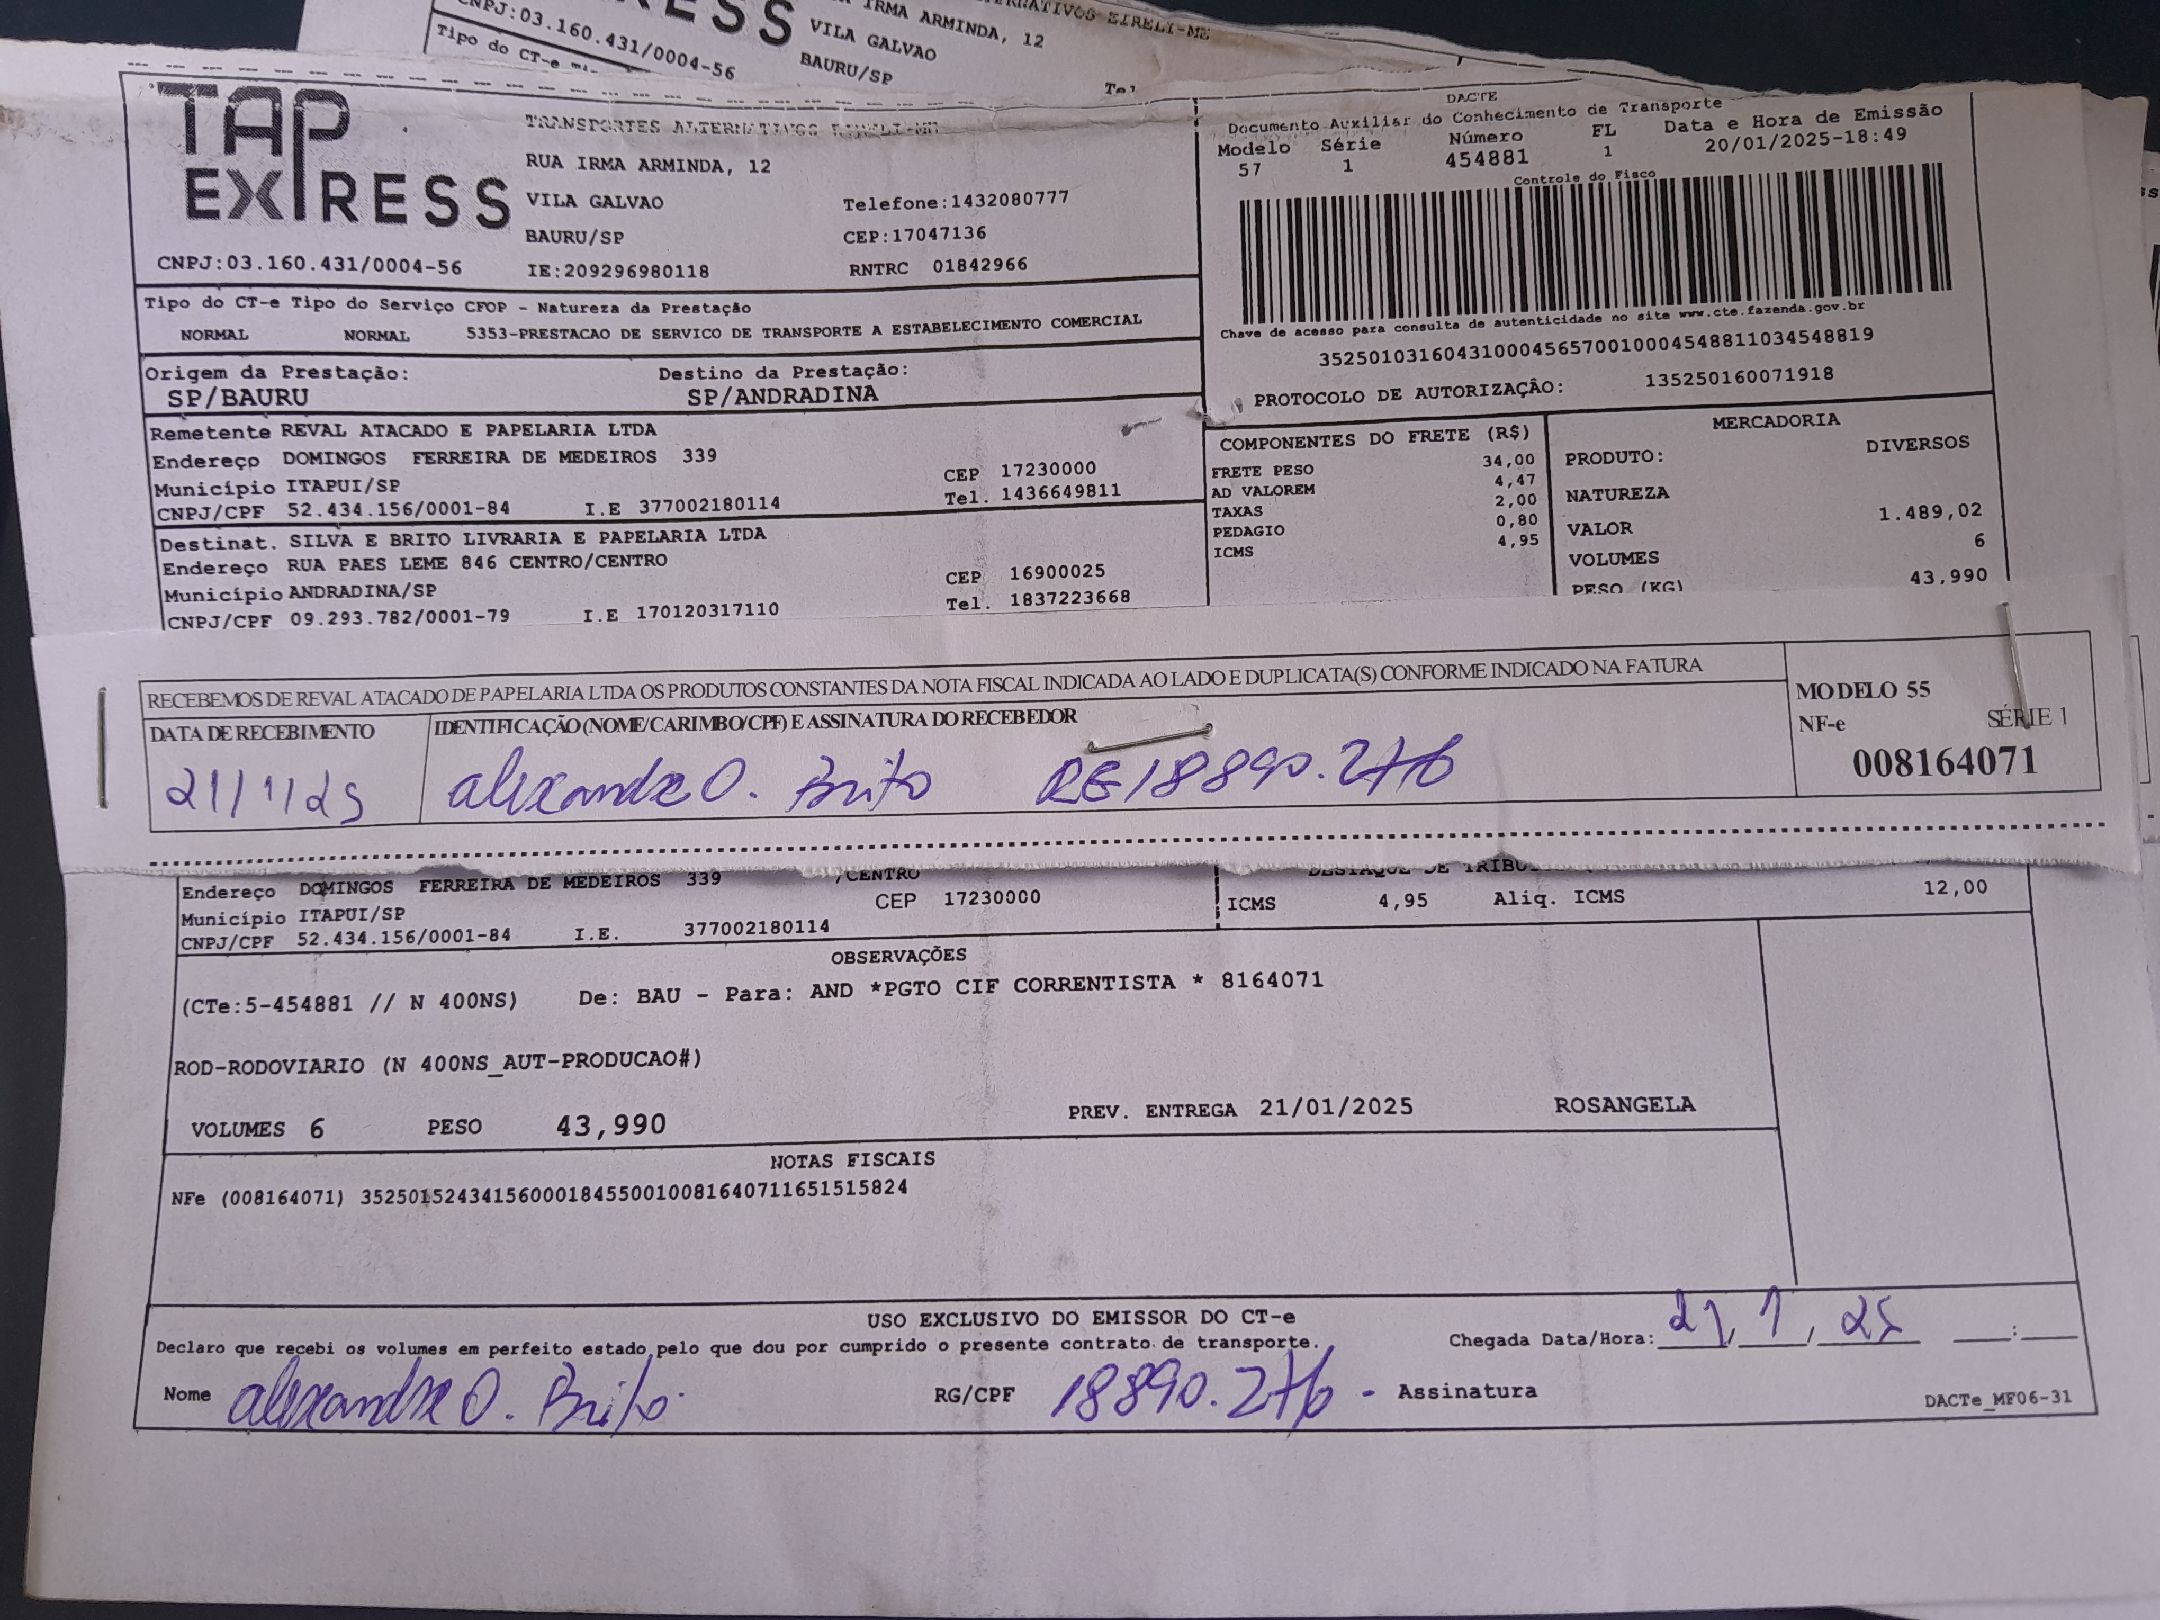 CNPJ:03.160.431/0004-56
Tipo do CT-e
IRMA ARMINDA, 12
VILA GALVAO
BAURU/SP
EIRELI-ME
TAP EXPRESS
TRANSPORTES ALTERNATIVOS EIRELI-ME
RUA IRMA ARMINDA, 12
VILA GALVAO Telefone:1432080777
BAURU/SP CEP:17047136
CNPJ:03.160.431/0004-56 IE:209296980118 RNTRC 01842966
DACTE
Documento Auxiliar do Conhecimento de Transporte
Modelo Série Número FL Data e Hora de Emissão
57 1 454881 1 20/01/2025-18:49
Controle do Fisco
Chave de acesso para consulta de autenticidade no site www.cte.fazenda.gov.br
35250103160431000456570010004548811034548819
PROTOCOLO DE AUTORIZAÇÃO: 135250160071918
Tipo do CT-e Tipo do Serviço CFOP - Natureza da Prestação
NORMAL NORMAL 5353-PRESTACAO DE SERVICO DE TRANSPORTE A ESTABELECIMENTO COMERCIAL
Origem da Prestação: Destino da Prestação:
SP/BAURU SP/ANDRADINA
Remetente REVAL ATACADO E PAPELARIA LTDA
Endereço DOMINGOS FERREIRA DE MEDEIROS 339 CEP 17230000
Município ITAPUI/SP Tel. 1436649811
CNPJ/CPF 52.434.156/0001-84 I.E 377002180114
Destinat. SILVA E BRITO LIVRARIA E PAPELARIA LTDA
Endereço RUA PAES LEME 846 CENTRO/CENTRO CEP 16900025
Município ANDRADINA/SP Tel. 1837223668
CNPJ/CPF 09.293.782/0001-79 I.E 170120317110
COMPONENTES DO FRETE (R$)
FRETE PESO 34,00
AD VALOREM 4,47
TAXAS 2,00
PEDAGIO 0,80
ICMS 4,95
MERCADORIA
PRODUTO: DIVERSOS
NATUREZA
VALOR 1.489,02
VOLUMES 6
PESO (KG) 43,990
RECEBEMOS DE REVAL ATACADO DE PAPELARIA LTDA OS PRODUTOS CONSTANTES DA NOTA FISCAL INDICADA AO LADO E DUPLICATA(S) CONFORME INDICADO NA FATURA
DATA DE RECEBIMENTO IDENTIFICAÇÃO (NOME/CARIMBO/CPF) E ASSINATURA DO RECEBEDOR
21/1/25 alexandre O. Brito RG 18890.276
MODELO 55
NF-e SÉRIE 1
008164071
Endereço DOMINGOS FERREIRA DE MEDEIROS 339 /CENTRO
Município ITAPUI/SP CEP 17230000
CNPJ/CPF 52.434.156/0001-84 I.E. 377002180114
ICMS 4,95 Aliq. ICMS 12,00
OBSERVAÇÕES
(CTe:5-454881 // N 400NS) De: BAU - Para: AND *PGTO CIF CORRENTISTA * 8164071
ROD-RODOVIARIO (N 400NS_AUT-PRODUCAO#)
VOLUMES 6 PESO 43,990 PREV. ENTREGA 21/01/2025 ROSANGELA
NOTAS FISCAIS
NFe (008164071) 35250152434156000184550010081640711651515824
USO EXCLUSIVO DO EMISSOR DO CT-e
Declaro que recebi os volumes em perfeito estado pelo que dou por cumprido o presente contrato de transporte. Chegada Data/Hora: 21/1/25 __:__
Nome alexandre O. Brito. RG/CPF 18890.276 - Assinatura
DACTe_MF06-31